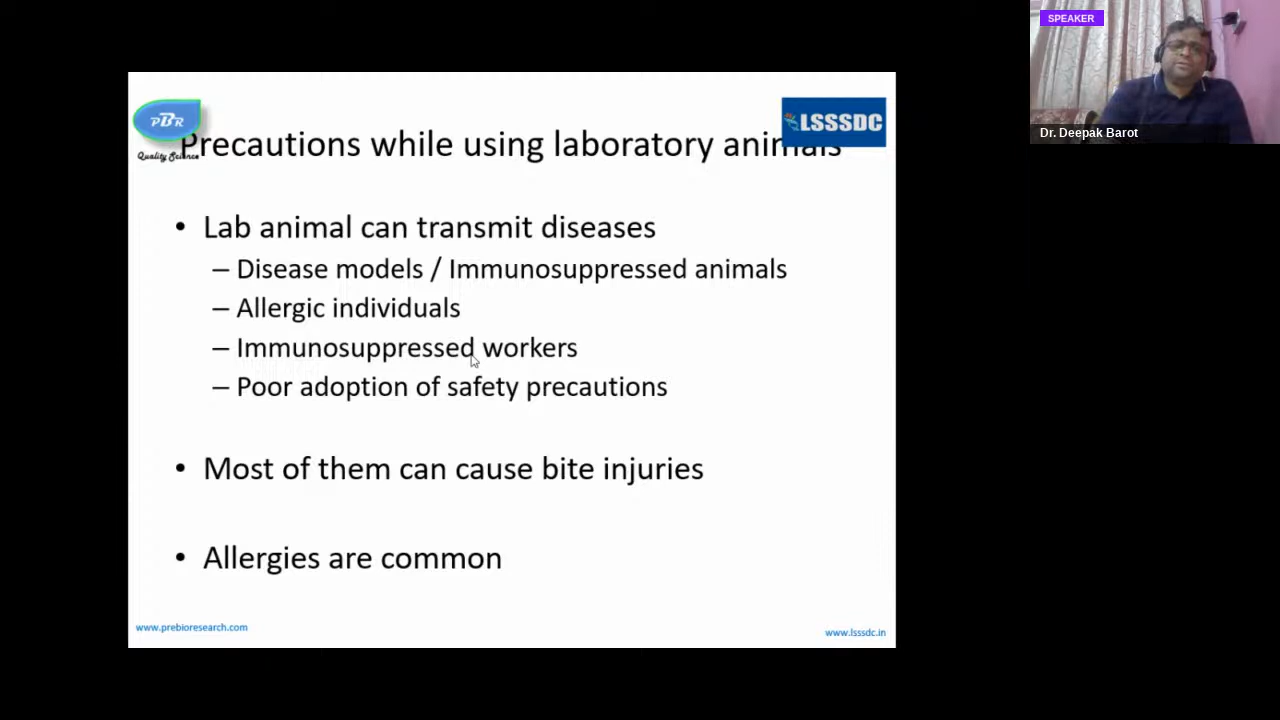 SPEAKER
Dr. Deepak Barot
PBR
Quality Science
LSSSDC
Precautions while using laboratory animals
• Lab animal can transmit diseases
– Disease models / Immunosuppressed animals
– Allergic individuals
– Immunosuppressed workers
– Poor adoption of safety precautions
• Most of them can cause bite injuries
• Allergies are common
www.prebioresearch.com
www.lsssdc.in